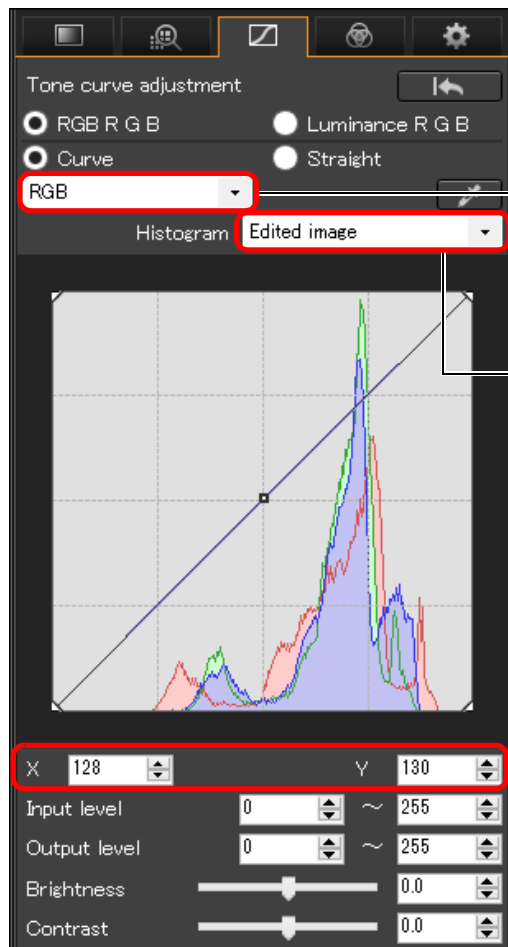 Tone curve adjustment
RGB R G B Luminance R G B
Curve Straight
RGB
Histogram Edited image
X 128 Y 130
Input level 0 ~ 255
Output level 0 ~ 255
Brightness 0.0
Contrast 0.0